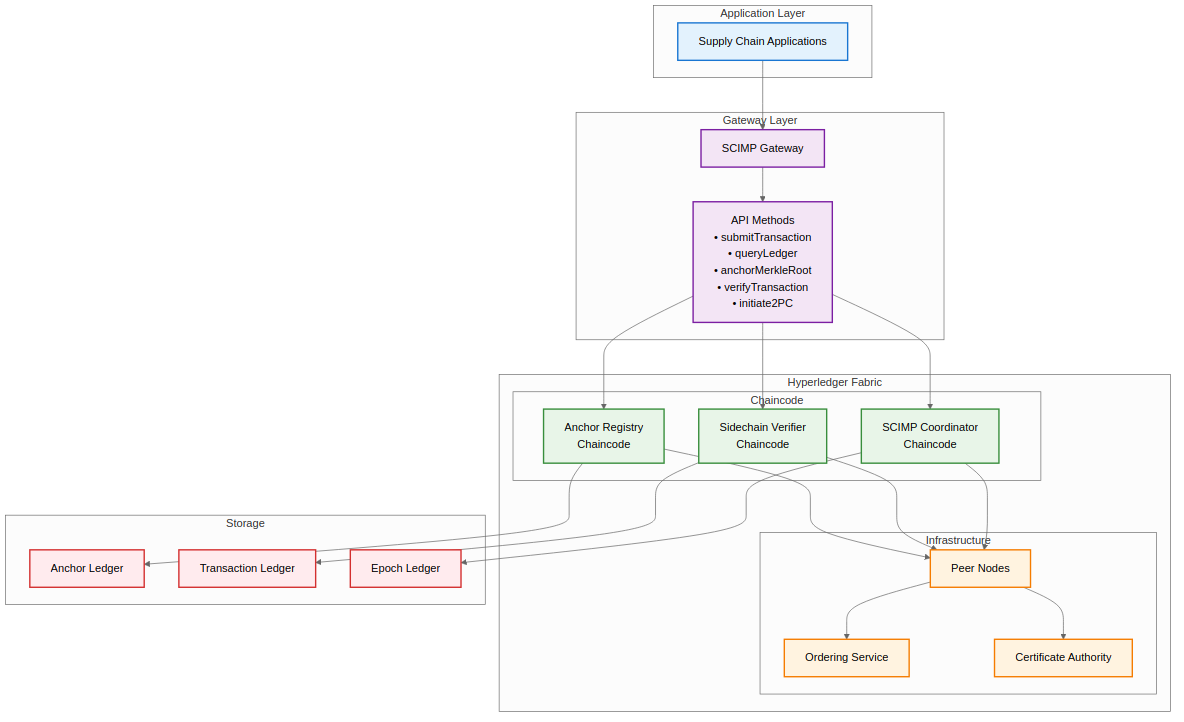 Application Layer
Supply Chain Applications
Gateway Layer
SCIMP Gateway
API Methods
• submitTransaction
• queryLedger
• anchorMerkleRoot
• verifyTransaction
• initiate2PC
Hyperledger Fabric
Chaincode
Anchor Registry
Chaincode
Sidechain Verifier
Chaincode
SCIMP Coordinator
Chaincode
Storage
Anchor Ledger
Transaction Ledger
Epoch Ledger
Infrastructure
Peer Nodes
Ordering Service
Certificate Authority